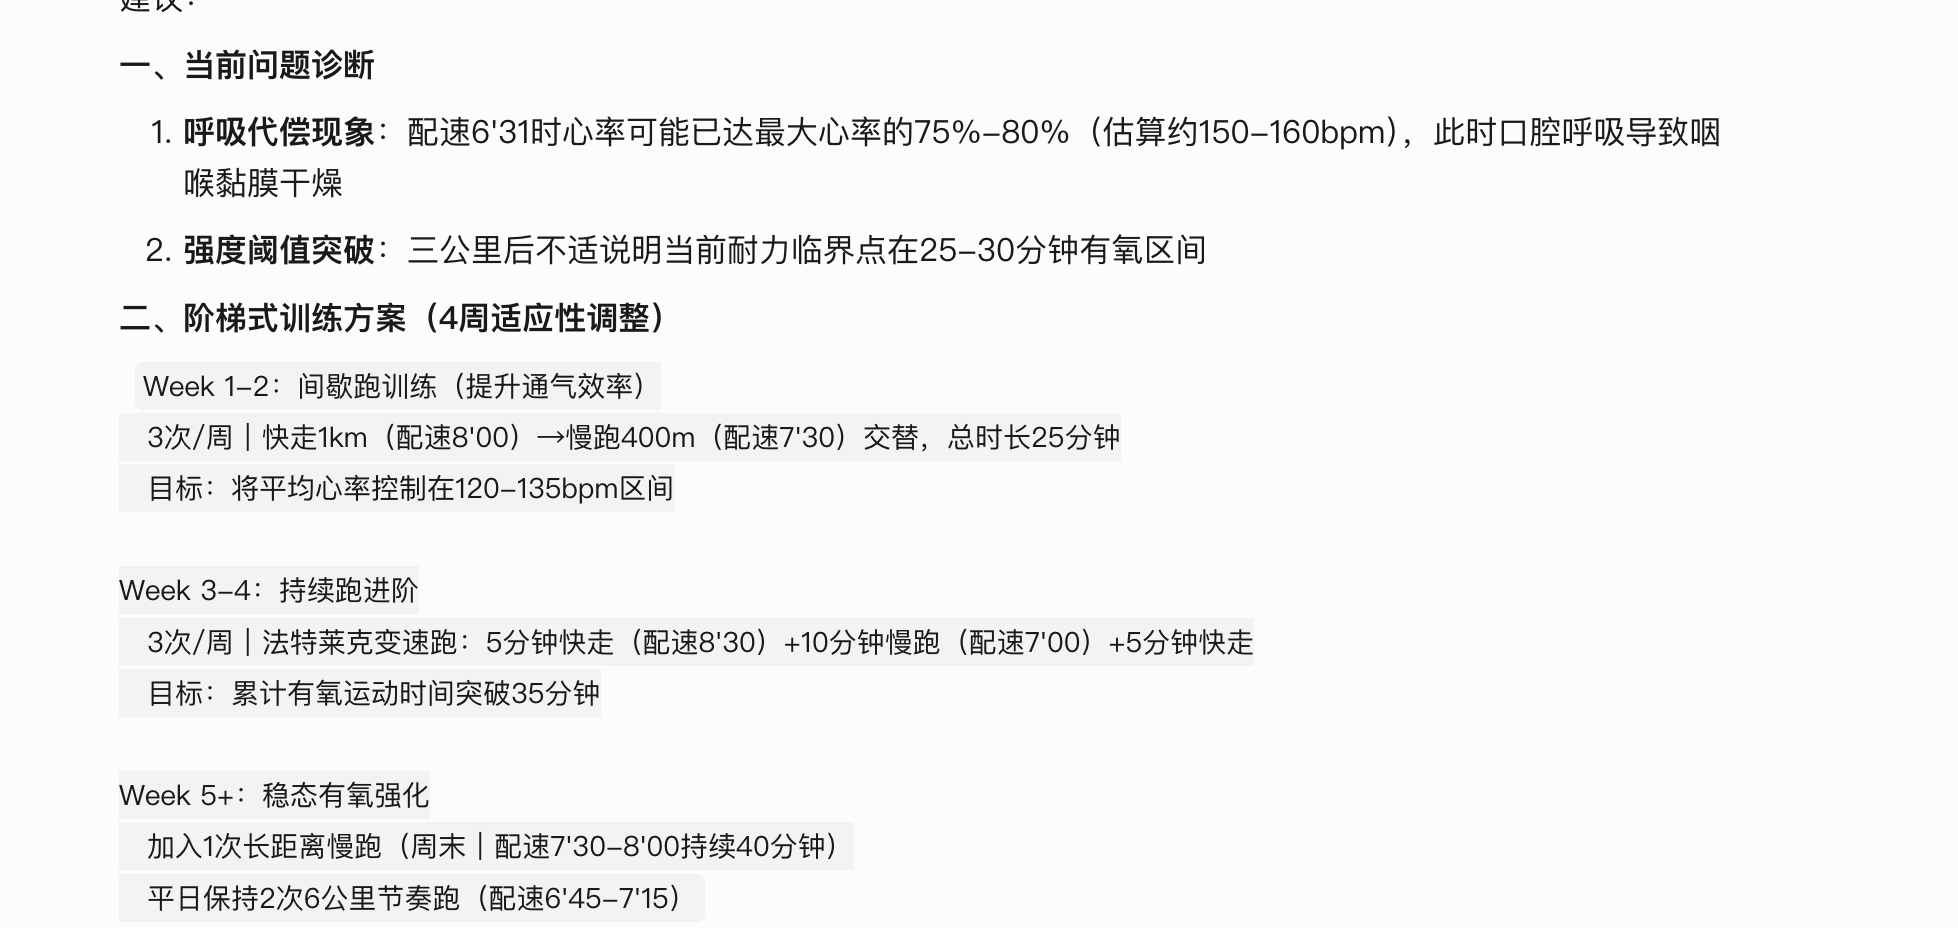 建议：
一、当前问题诊断
1. 呼吸代偿现象：配速6'31时心率可能已达最大心率的75%–80%（估算约150–160bpm），此时口腔呼吸导致咽
喉黏膜干燥
2. 强度阈值突破：三公里后不适说明当前耐力临界点在25–30分钟有氧区间
二、阶梯式训练方案（4周适应性调整）
Week 1–2：间歇跑训练（提升通气效率）
3次/周｜快走1km（配速8'00）→慢跑400m（配速7'30）交替，总时长25分钟
目标：将平均心率控制在120–135bpm区间
Week 3–4：持续跑进阶
3次/周｜法特莱克变速跑：5分钟快走（配速8'30）+10分钟慢跑（配速7'00）+5分钟快走
目标：累计有氧运动时间突破35分钟
Week 5+：稳态有氧强化
加入1次长距离慢跑（周末｜配速7'30–8'00持续40分钟）
平日保持2次6公里节奏跑（配速6'45–7'15）